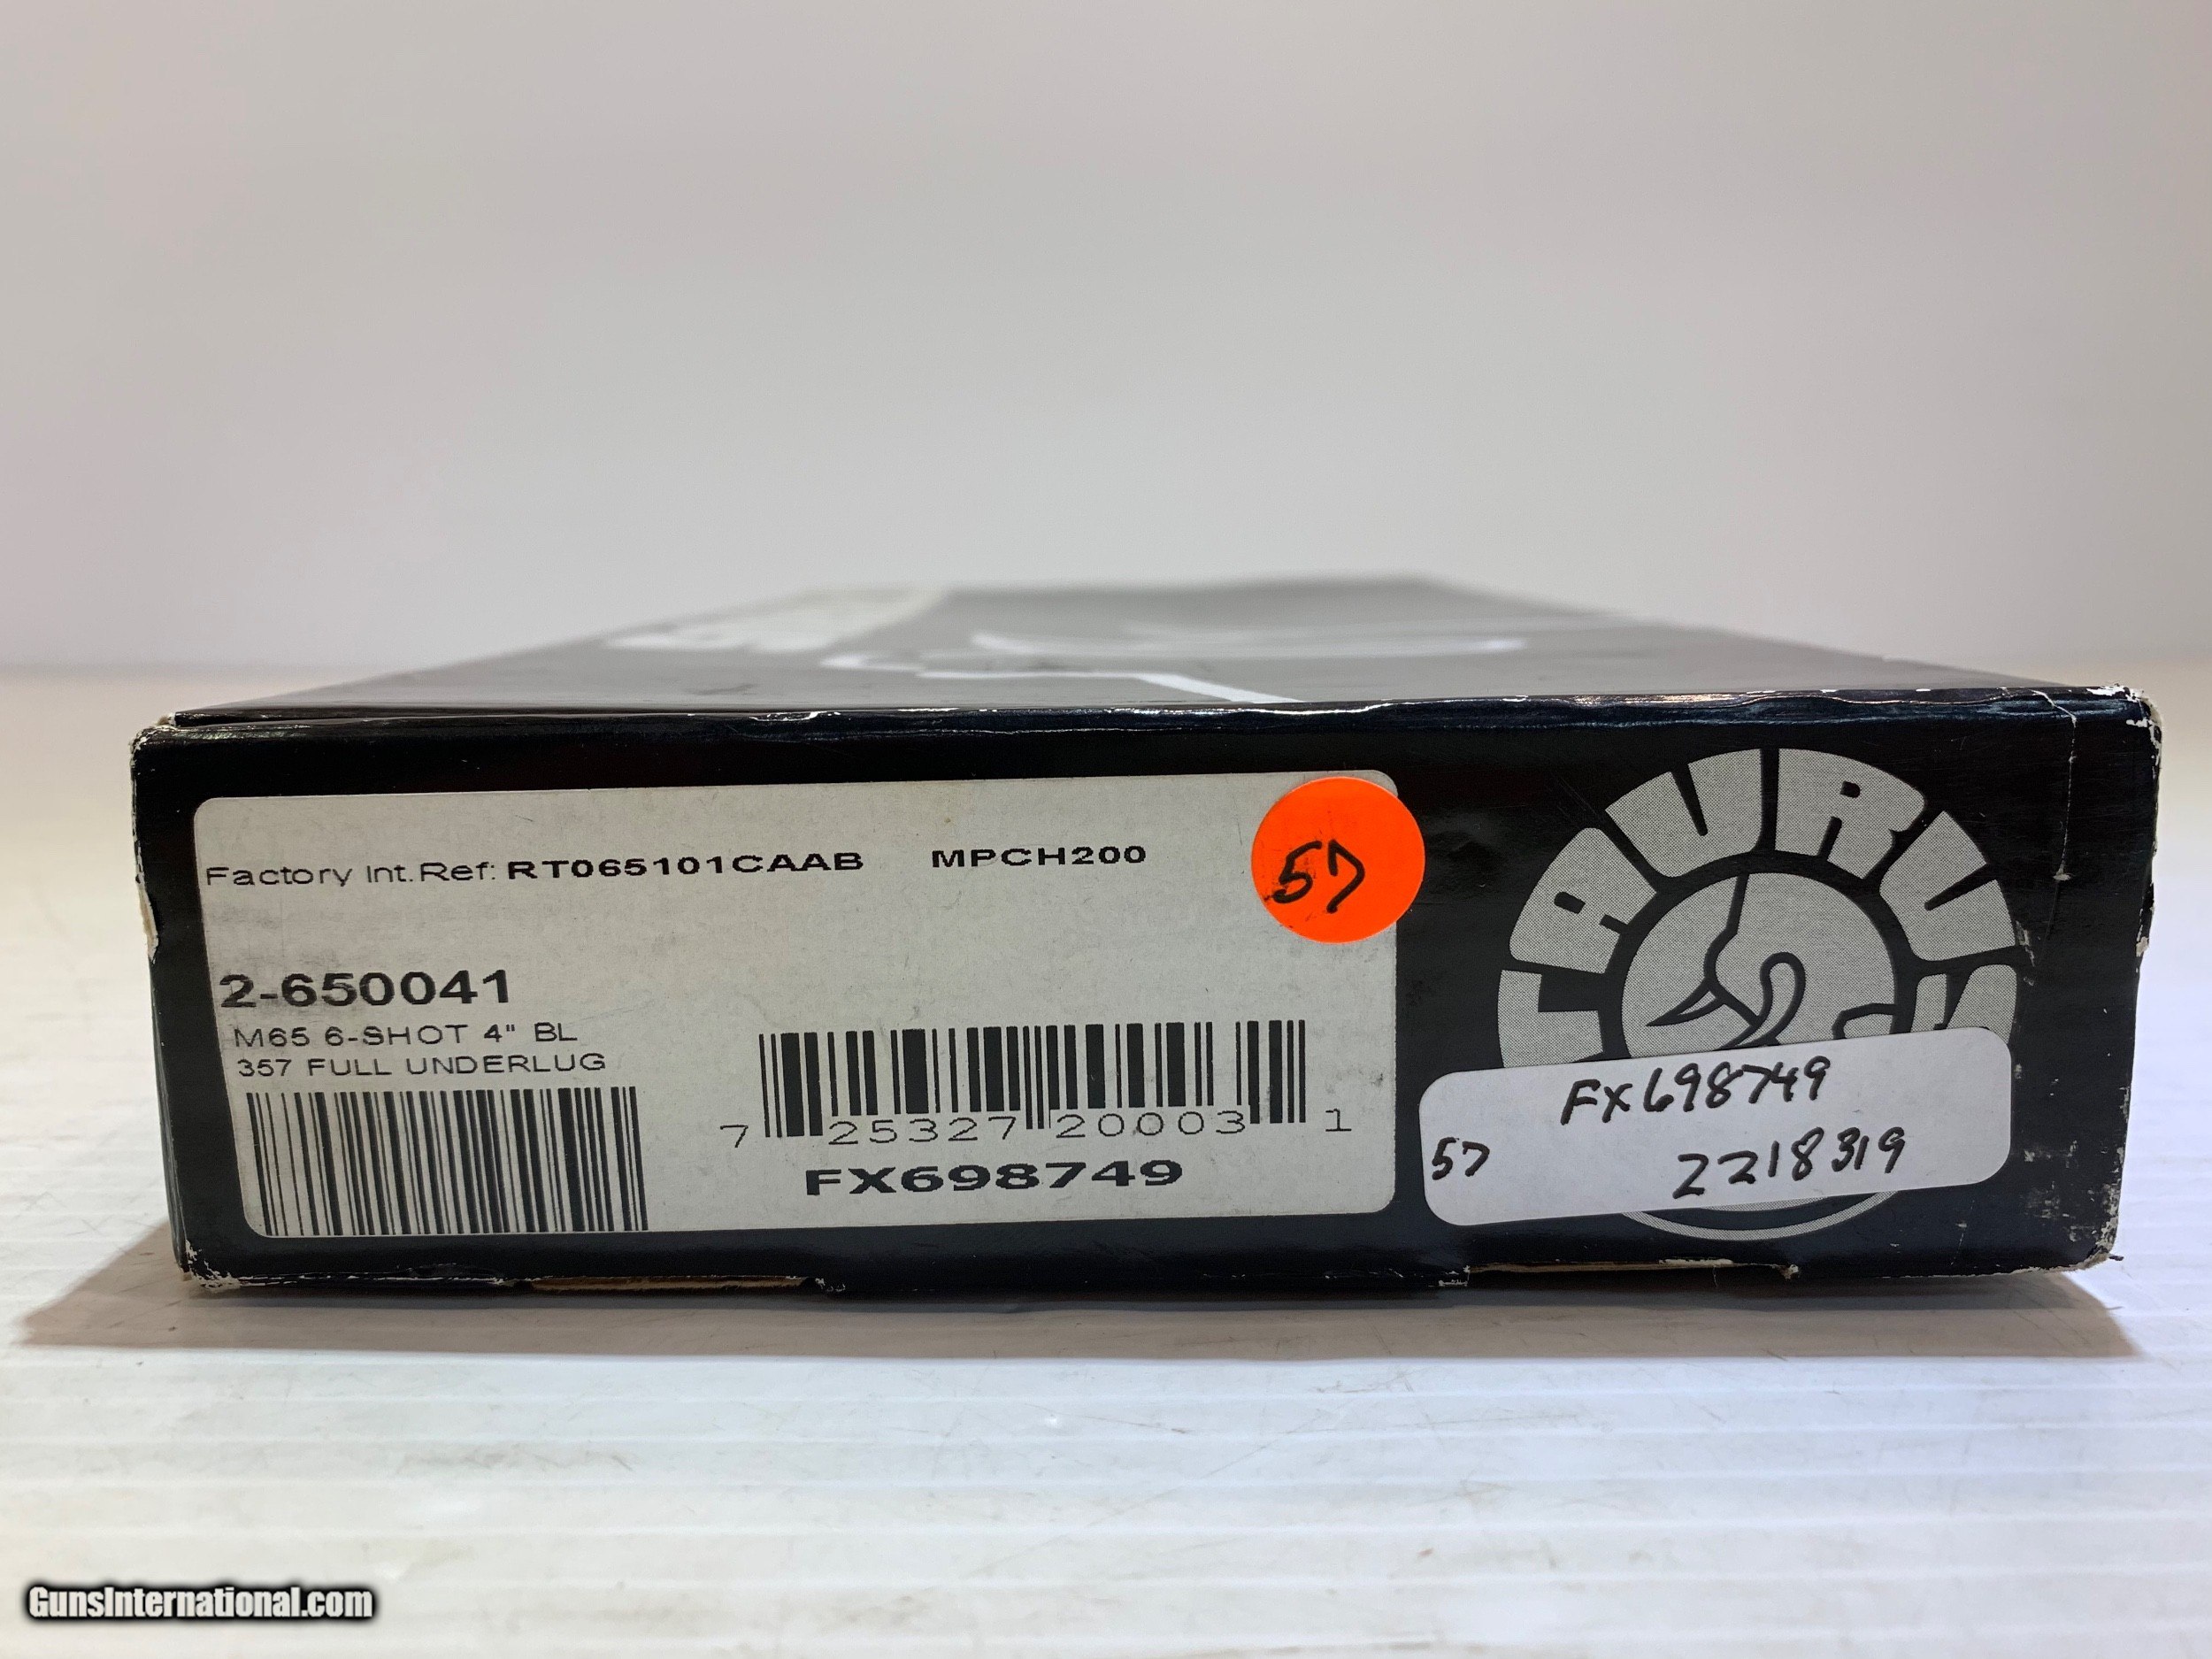 Factory Int. Ref: RT065101CAAB MPCH200
57
TAURUS
2-650041
M65 6-SHOT 4" BL
357 FULL UNDERLUG
7 25327 20003 1
FX698749
FX698749
57 2218319
GunsInternational.com